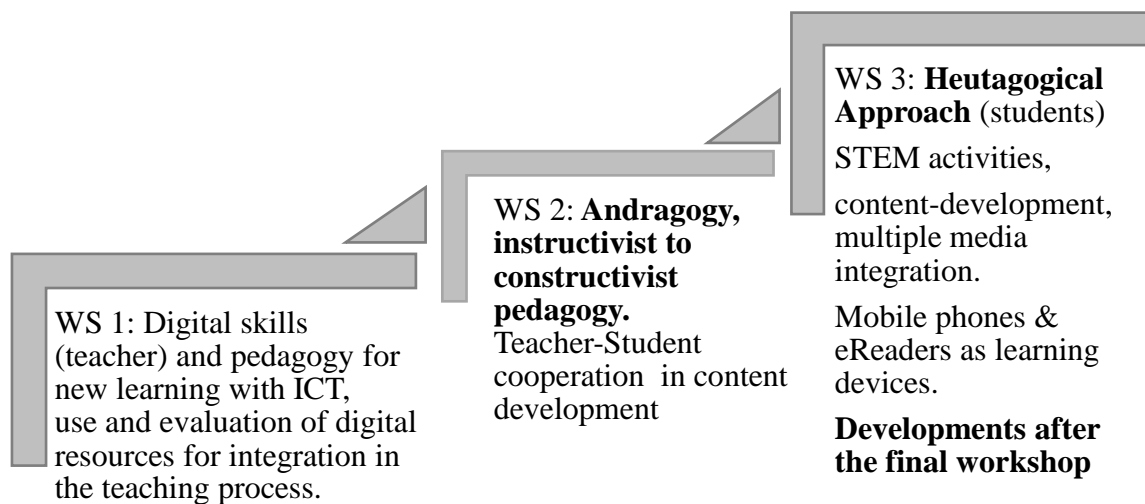 WS 1: Digital skills
(teacher) and pedagogy for
new learning with ICT,
use and evaluation of digital
resources for integration in
the teaching process.
WS 2: Andragogy,
instructivist to
constructivist
pedagogy.
Teacher-Student
cooperation in content
development
WS 3: Heutagogical
Approach (students)
STEM activities,
content-development,
multiple media
integration.
Mobile phones &
eReaders as learning
devices.
Developments after
the final workshop